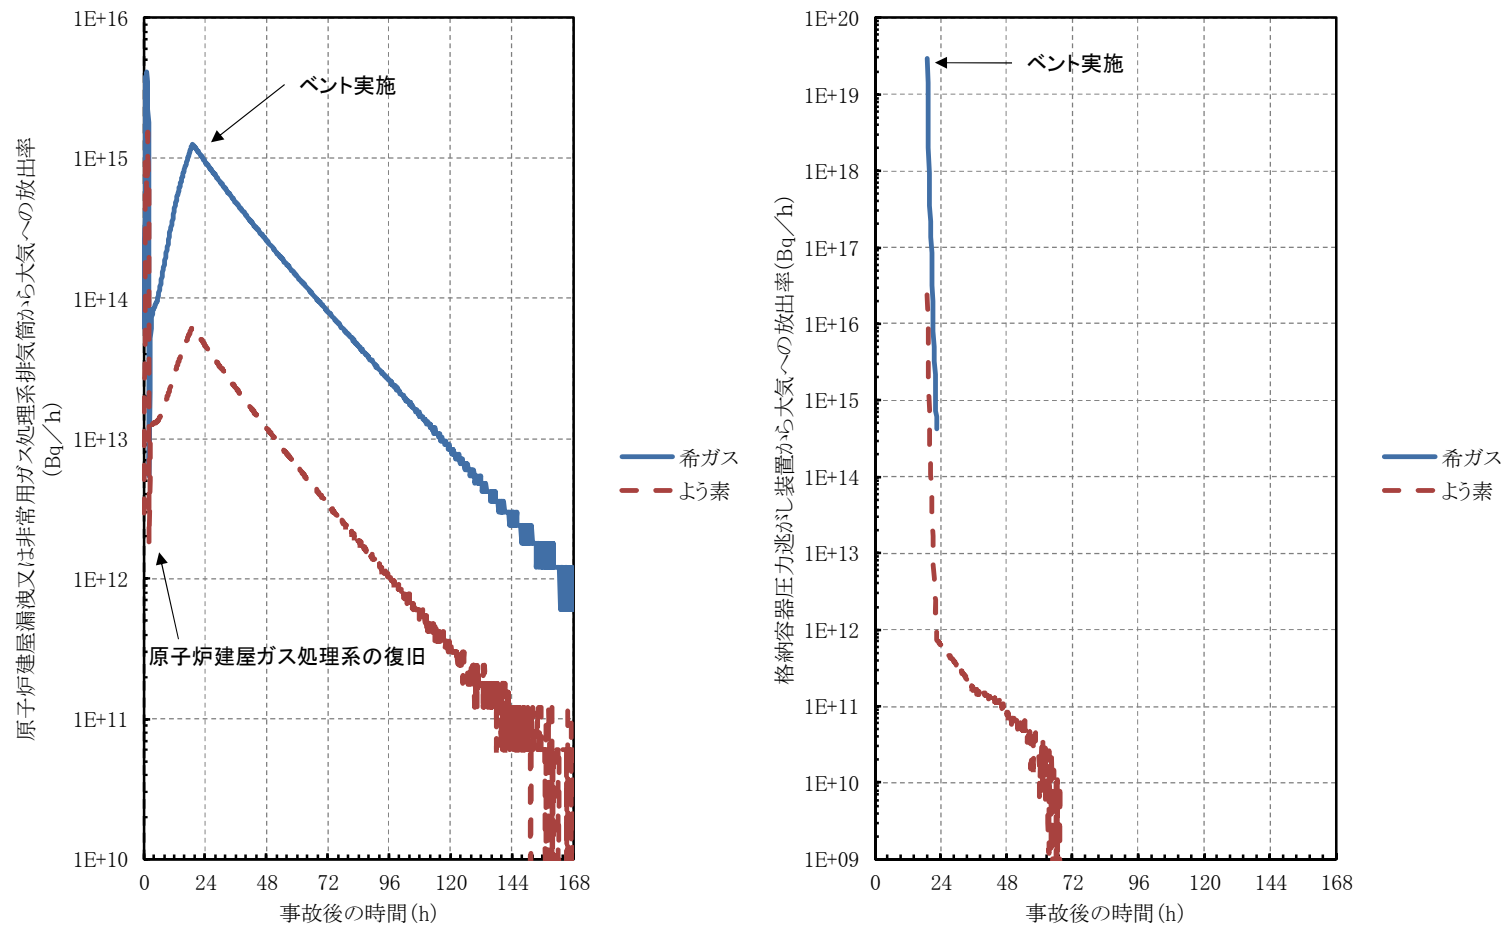 原子炉建屋漏洩又は非常用ガス処理系排気筒から大気への放出率
(Bq／h)
1E+16
1E+15
1E+14
1E+13
1E+12
1E+11
1E+10
ベント実施
原子炉建屋ガス処理系の復旧
0 24 48 72 96 120 144 168
事故後の時間(h)
希ガス
よう素
格納容器圧力逃がし装置から大気への放出率(Bq／h)
1E+20
1E+19
1E+18
1E+17
1E+16
1E+15
1E+14
1E+13
1E+12
1E+11
1E+10
1E+09
ベント実施
0 24 48 72 96 120 144 168
事故後の時間(h)
希ガス
よう素